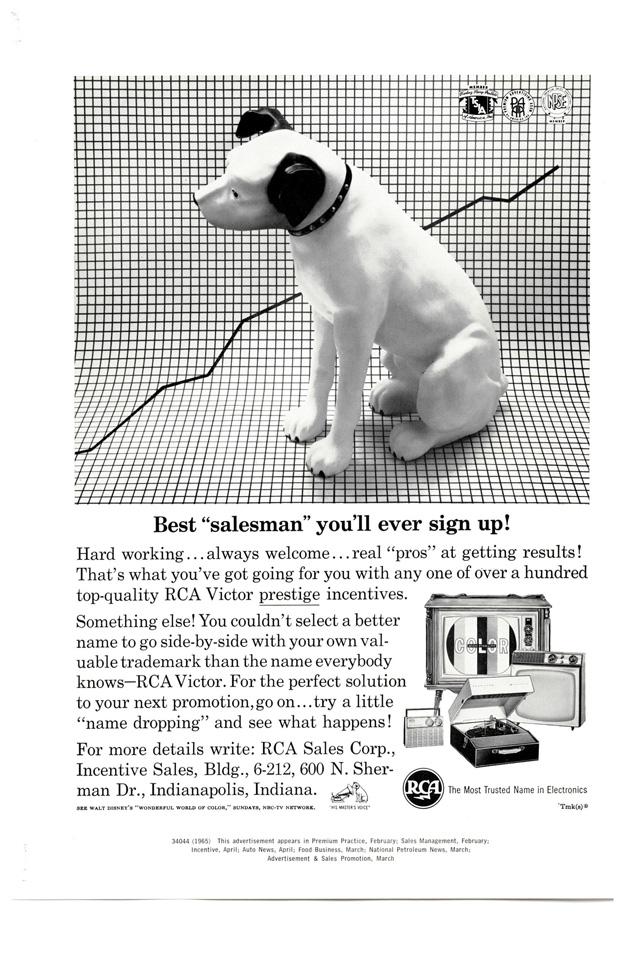 MEMBER
MEMBER
Best “salesman” you’ll ever sign up!
Hard working...always welcome...real “pros” at getting results!
That’s what you’ve got going for you with any one of over a hundred
top-quality RCA Victor prestige incentives.
Something else! You couldn’t select a better
name to go side-by-side with your own val-
uable trademark than the name everybody
knows—RCA Victor. For the perfect solution
to your next promotion, go on...try a little
“name dropping” and see what happens!
For more details write: RCA Sales Corp.,
Incentive Sales, Bldg., 6-212, 600 N. Sher-
man Dr., Indianapolis, Indiana.
COLOR
"HIS MASTER'S VOICE"
RCA The Most Trusted Name in Electronics
SEE WALT DISNEY'S "WONDERFUL WORLD OF COLOR," SUNDAYS, NBC-TV NETWORK.
Tmk(s)®
34044 (1965) This advertisement appears in Premium Practice, February; Sales Management, February;
Incentive, April; Auto News, April; Food Business, March; National Petroleum News, March;
Advertisement & Sales Promotion, March